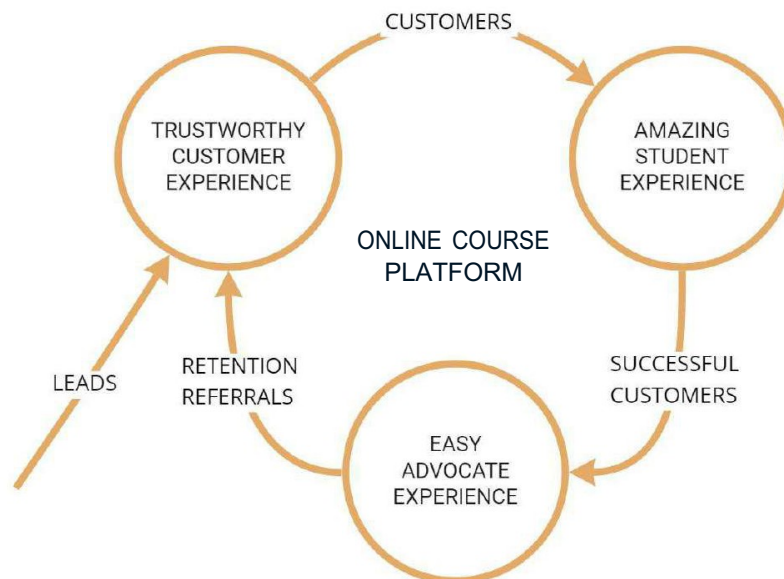 CUSTOMERS
TRUSTWORTHY
CUSTOMER
EXPERIENCE
AMAZING
STUDENT
EXPERIENCE
ONLINE COURSE
PLATFORM
LEADS
RETENTION
REFERRALS
SUCCESSFUL
CUSTOMERS
EASY
ADVOCATE
EXPERIENCE